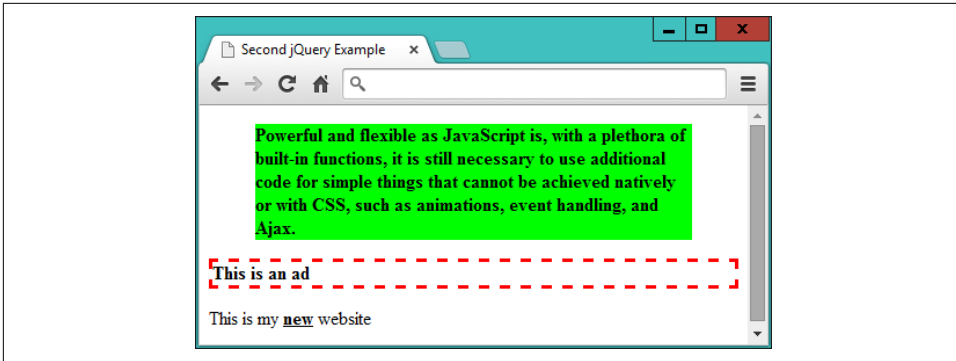 Second jQuery Example
Powerful and flexible as JavaScript is, with a plethora of
built-in functions, it is still necessary to use additional
code for simple things that cannot be achieved natively
or with CSS, such as animations, event handling, and
Ajax.
This is an ad
This is my new website